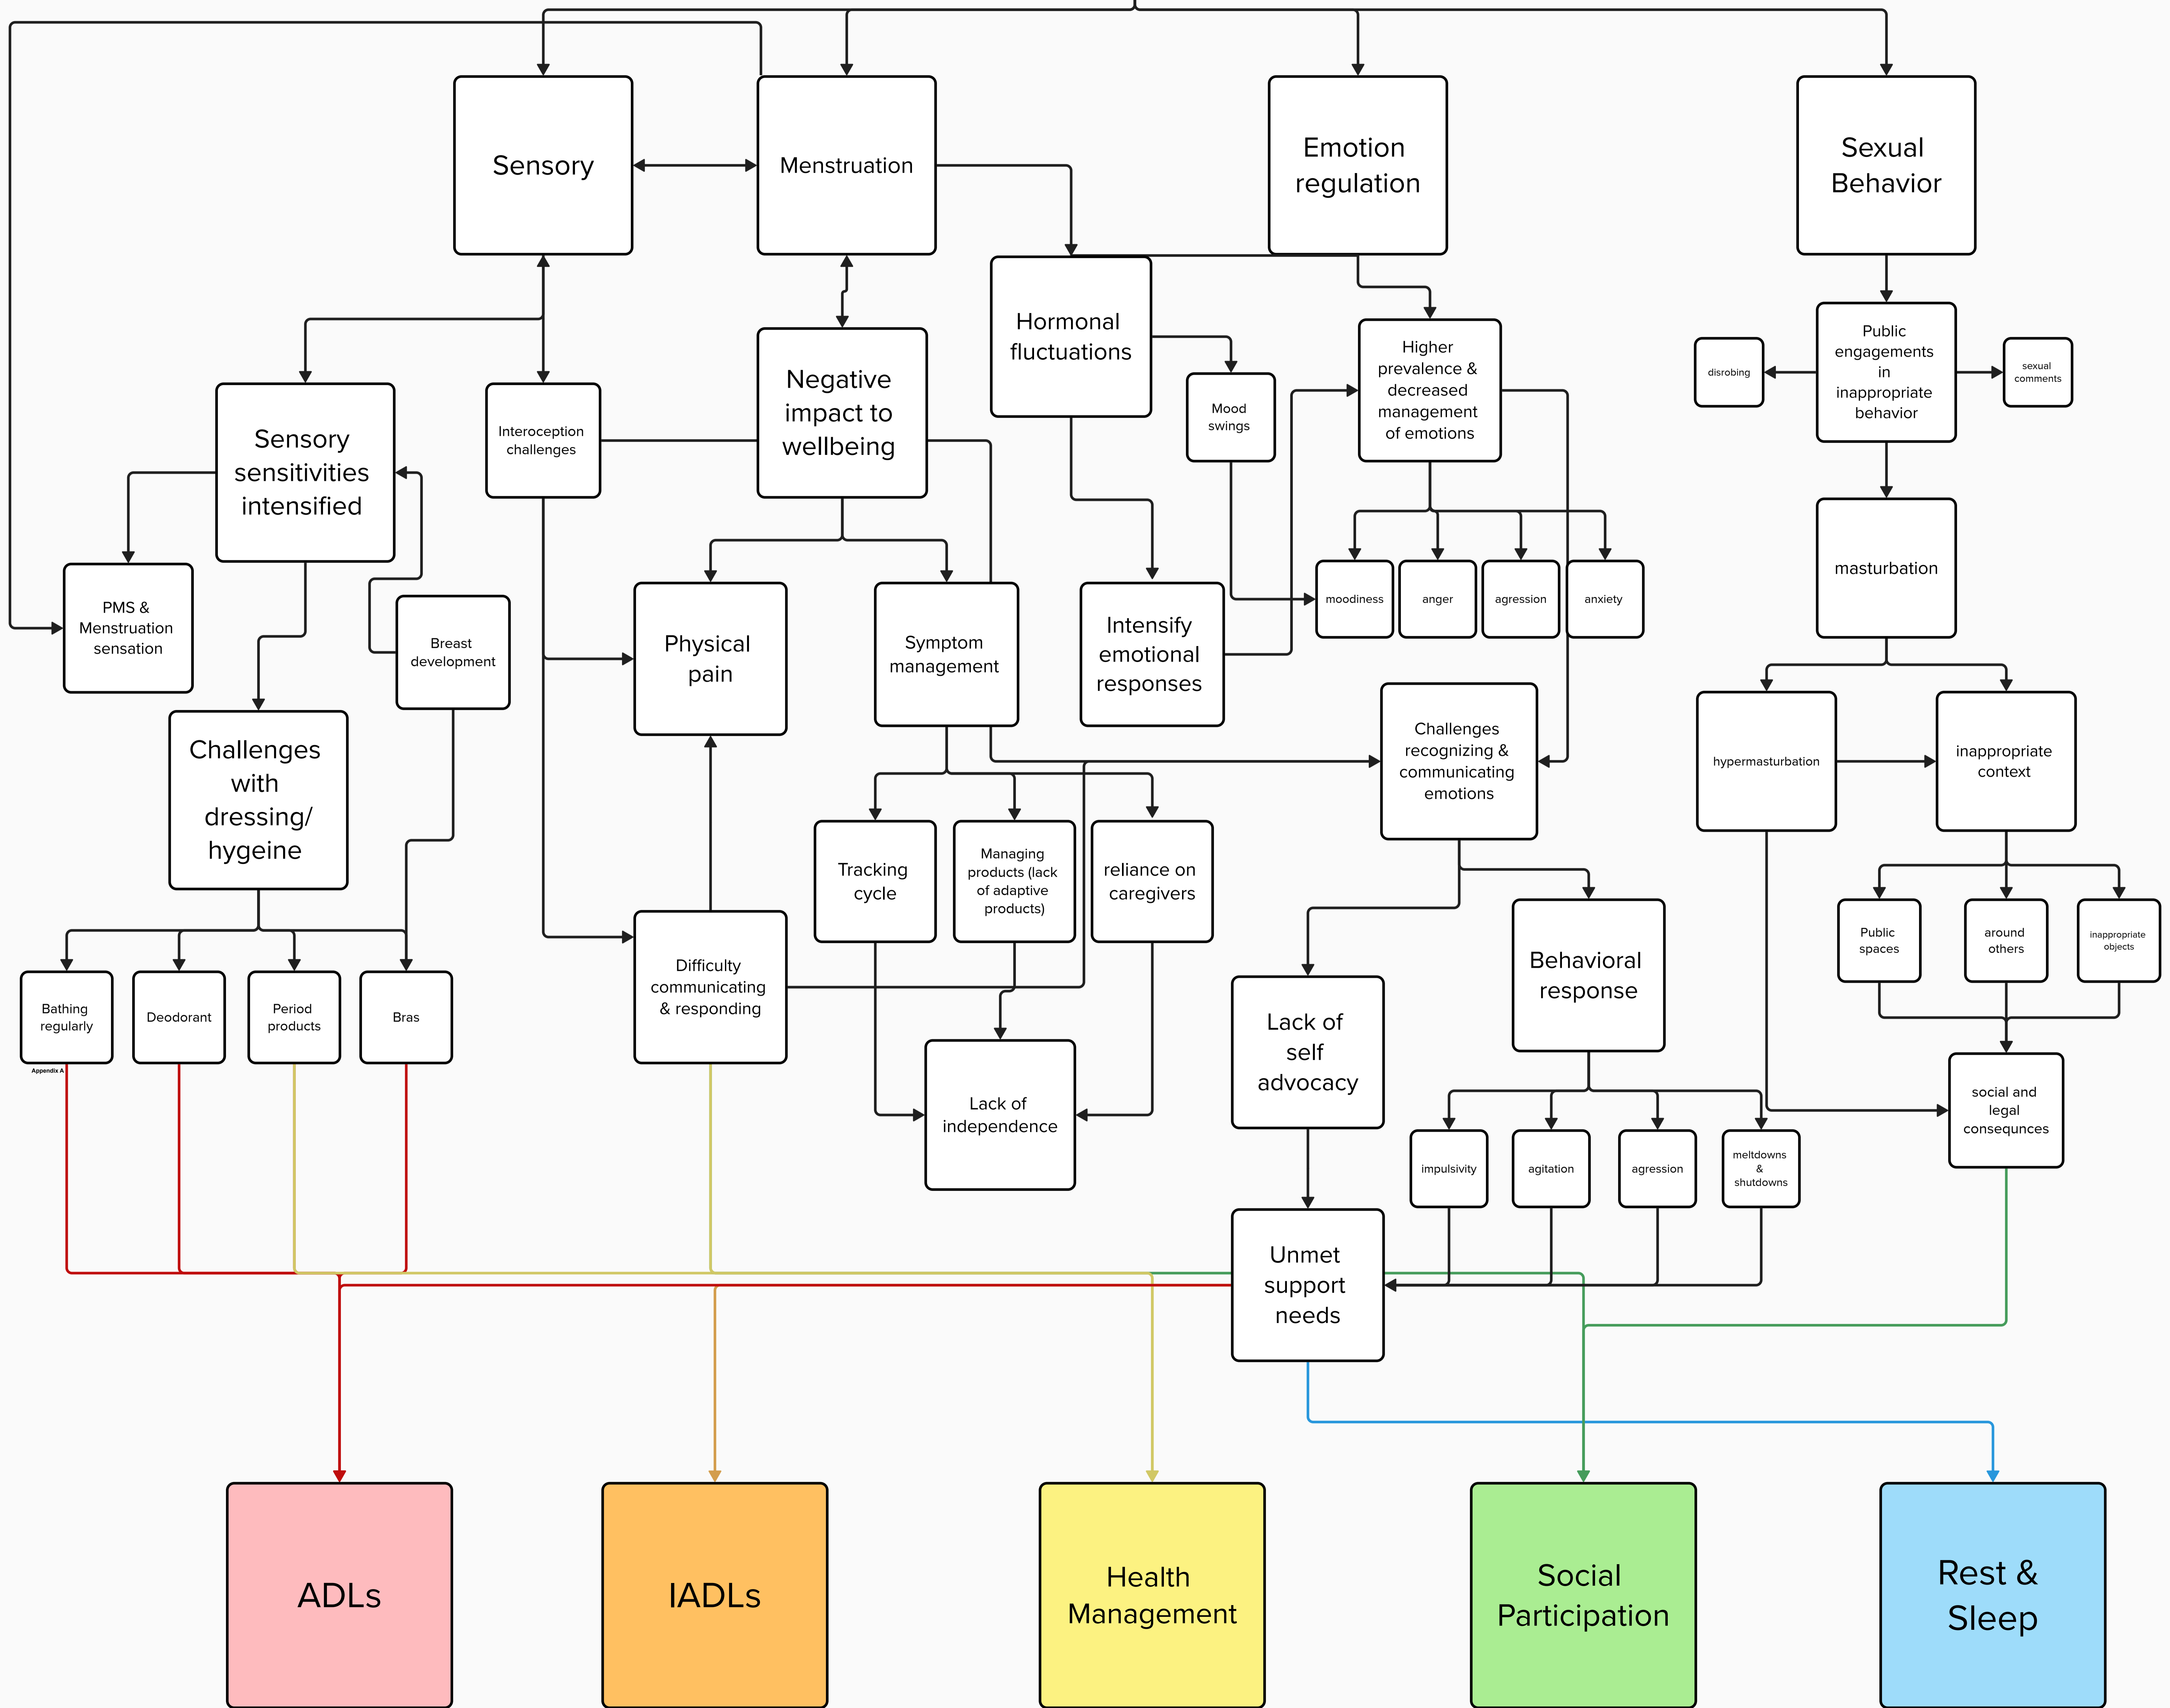 Sensory
Menstruation
Emotion
regulation
Sexual
Behavior
Hormonal
fluctuations
Higher
prevalence &
decreased
management
of emotions
Public
engagements
in
inappropriate
behavior
disrobing
sexual
comments
Negative
impact to
wellbeing
Mood
swings
Sensory
sensitivities
intensified
Interoception
challenges
masturbation
PMS &
Menstruation
sensation
Breast
development
Physical
pain
Symptom
management
Intensify
emotional
responses
moodiness
anger
agression
anxiety
Challenges
with
dressing/
hygeine
Challenges
recognizing &
communicating
emotions
hypermasturbation
inappropriate
context
Tracking
cycle
Managing
products (lack
of adaptive
products)
reliance on
caregivers
Difficulty
communicating
& responding
Behavioral
response
Public
spaces
around
others
inappropriate
objects
Bathing
regularly
Deodorant
Period
products
Bras
Appendix A
Lack of
self
advocacy
Lack of
independence
social and
legal
consequnces
impulsivity
agitation
agression
meltdowns
&
shutdowns
Unmet
support
needs
ADLs
IADLs
Health
Management
Social
Participation
Rest &
Sleep